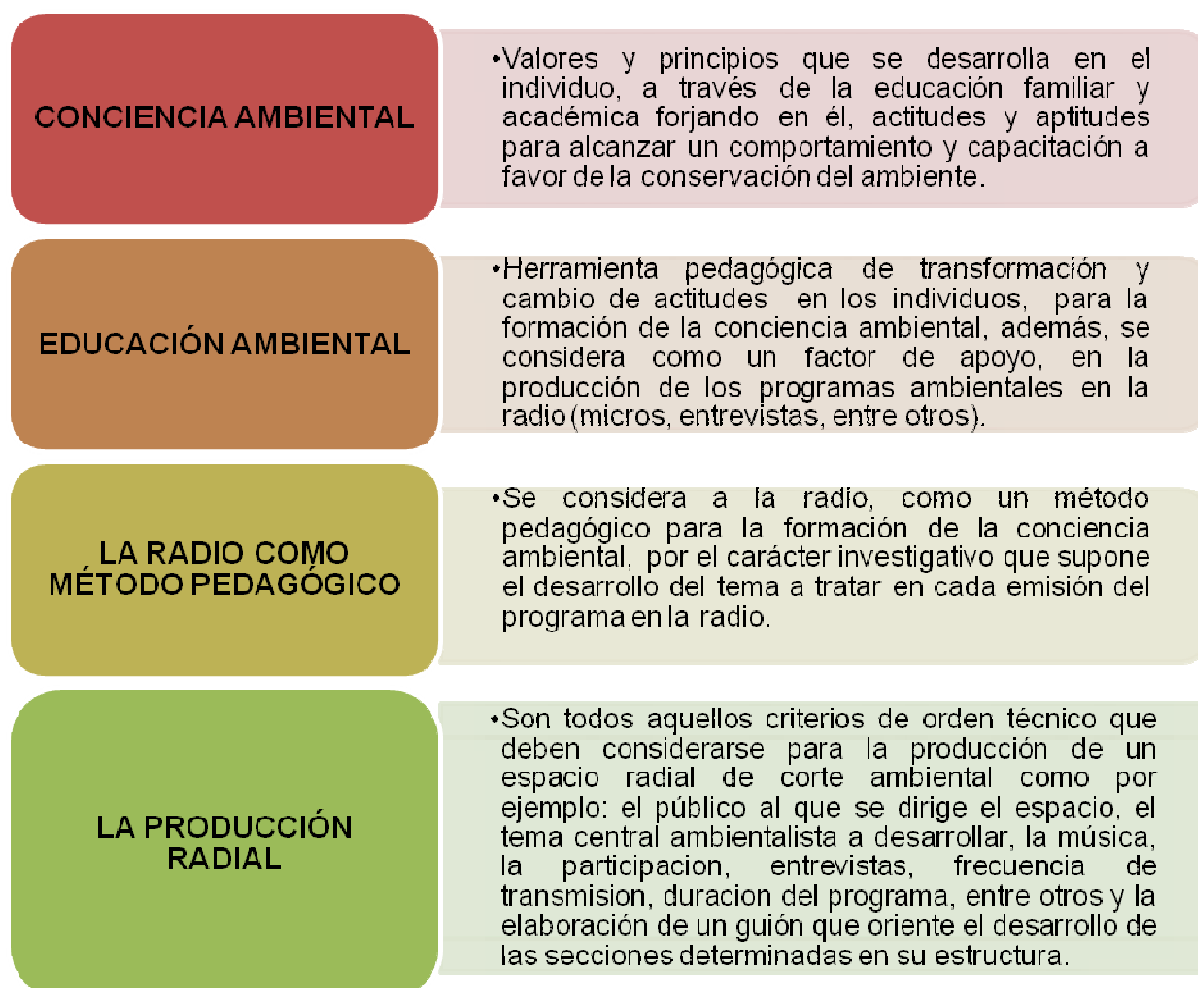 CONCIENCIA AMBIENTAL
•Valores y principios que se desarrolla en el
individuo, a través de la educación familiar y
académica forjando en él, actitudes y aptitudes
para alcanzar un comportamiento y capacitación a
favor de la conservación del ambiente.
EDUCACIÓN AMBIENTAL
•Herramienta pedagógica de transformación y
cambio de actitudes en los individuos, para la
formación de la conciencia ambiental, además, se
considera como un factor de apoyo, en la
producción de los programas ambientales en la
radio (micros, entrevistas, entre otros).
LA RADIO COMO
MÉTODO PEDAGÓGICO
•Se considera a la radio, como un método
pedagógico para la formación de la conciencia
ambiental, por el carácter investigativo que supone
el desarrollo del tema a tratar en cada emisión del
programa en la radio.
LA PRODUCCIÓN
RADIAL
•Son todos aquellos criterios de orden técnico que
deben considerarse para la producción de un
espacio radial de corte ambiental como por
ejemplo: el público al que se dirige el espacio, el
tema central ambientalista a desarrollar, la música,
la participacion, entrevistas, frecuencia de
transmision, duracion del programa, entre otros y la
elaboración de un guión que oriente el desarrollo de
las secciones determinadas en su estructura.